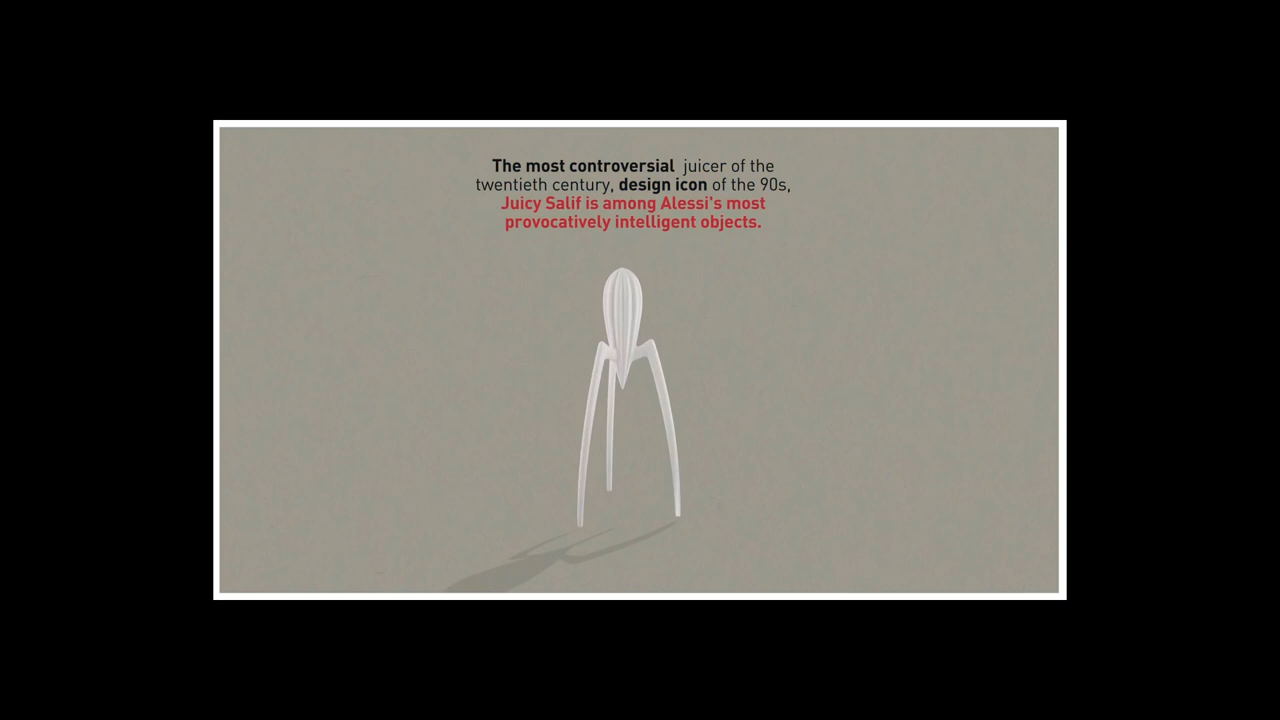 The most controversial juicer of the
twentieth century, design icon of the 90s,
Juicy Salif is among Alessi's most
provocatively intelligent objects.